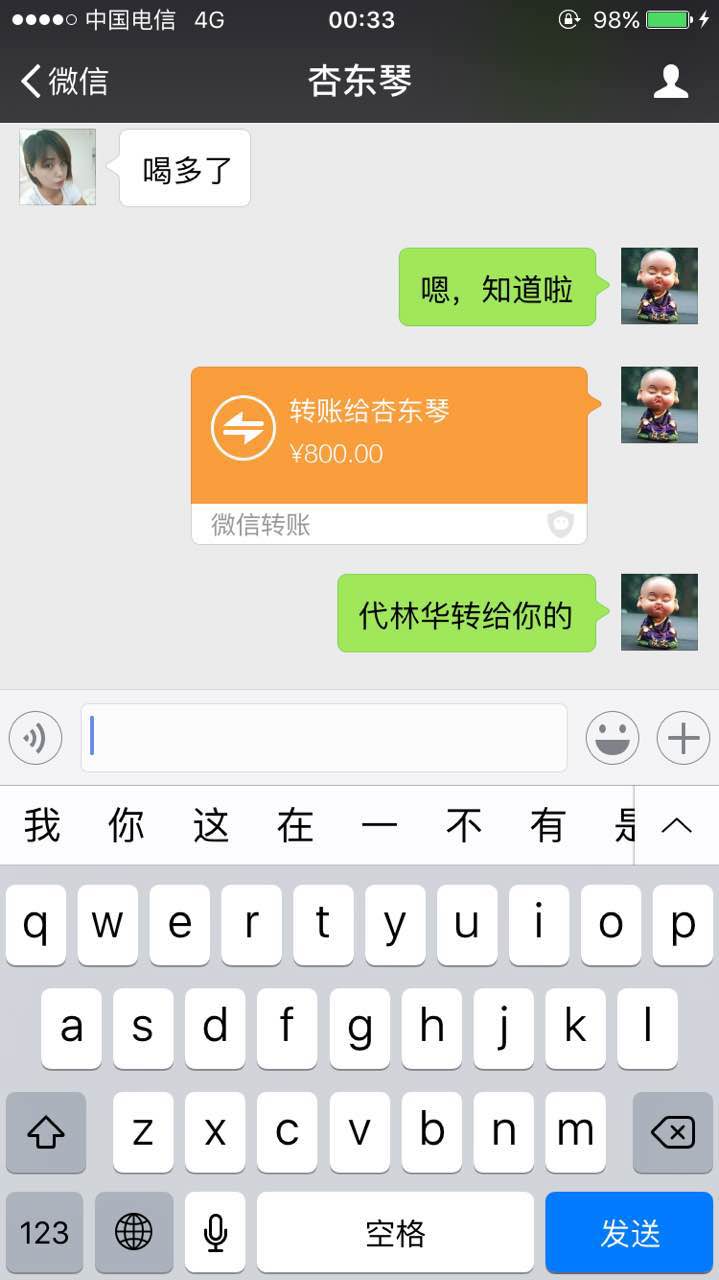 中国电信 4G 00:33 98%
微信 杏东琴
喝多了
嗯，知道啦
转账给杏东琴
¥800.00
微信转账
代林华转给你的
我 你 这 在 一 不 有 是
q w e r t y u i o p
a s d f g h j k l
z x c v b n m
123 空格 发送